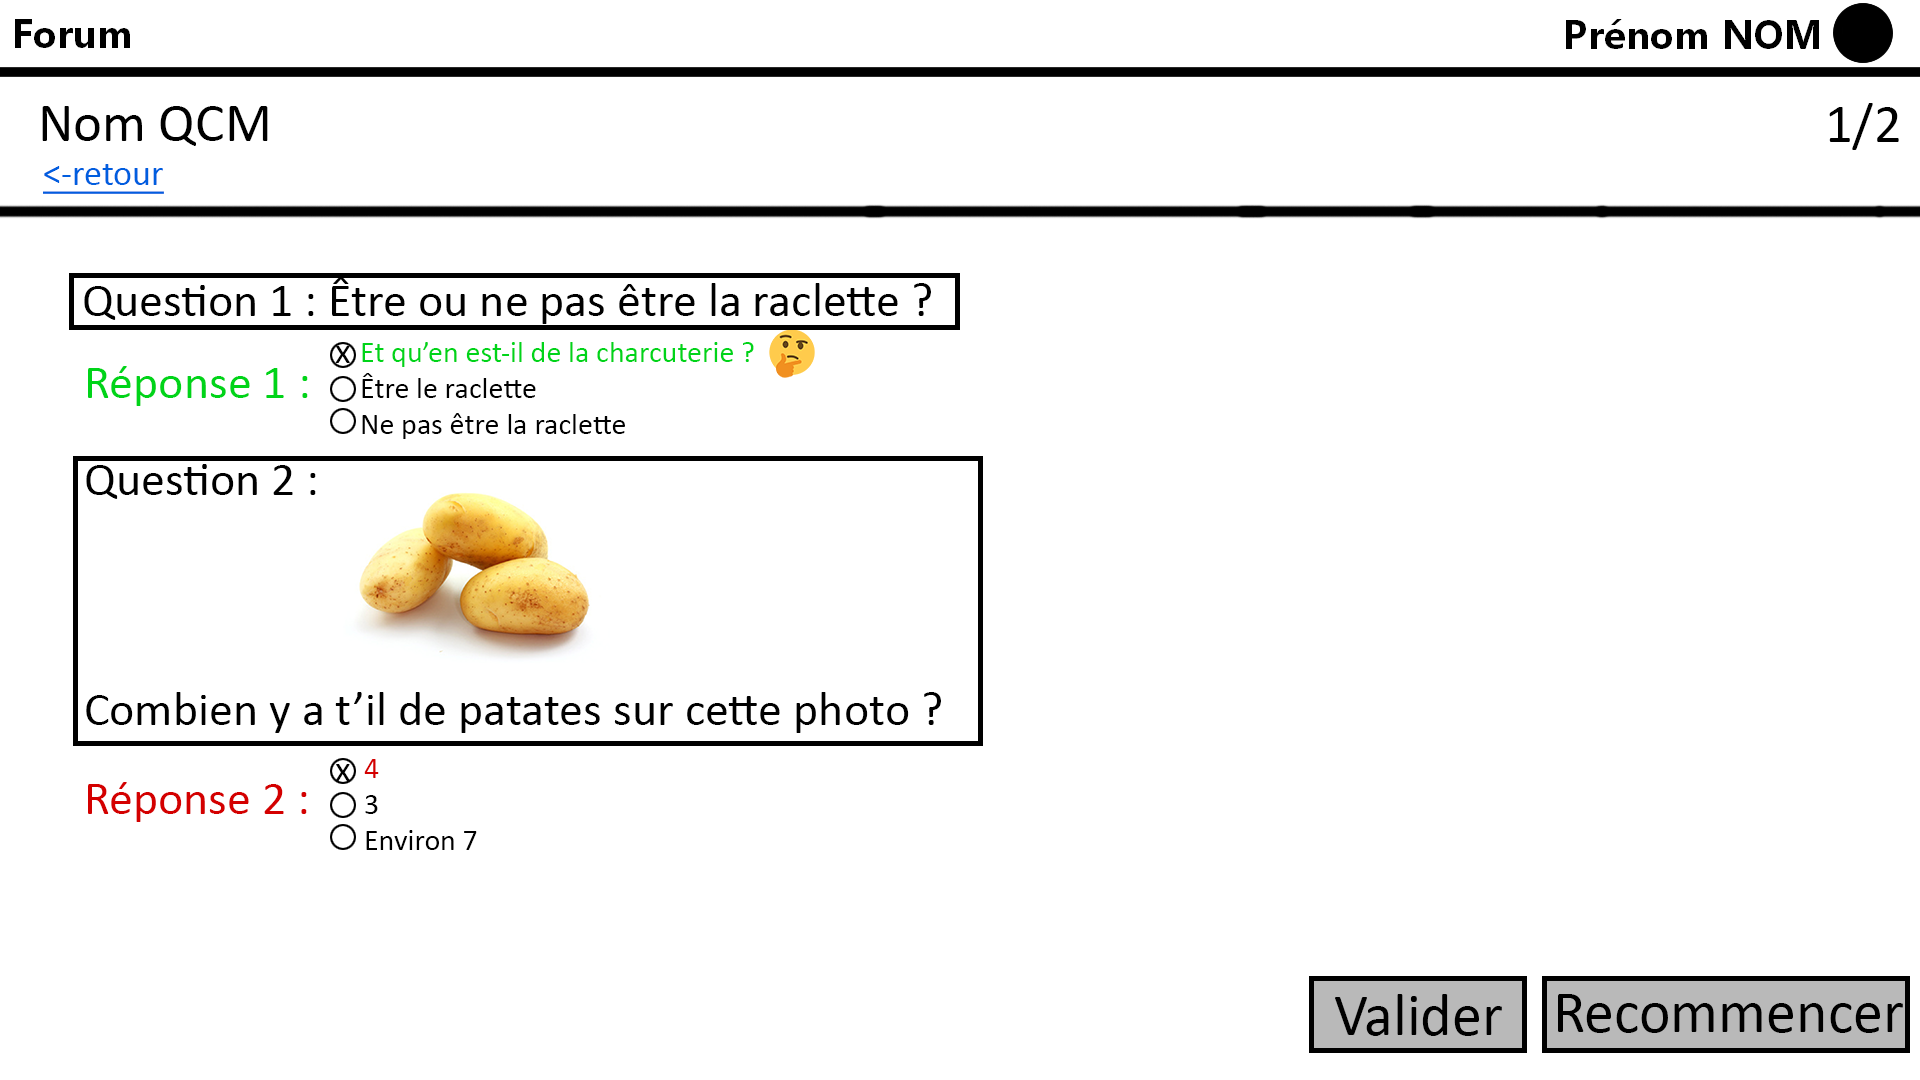 Forum
Prénom NOM
Nom QCM
1/2
<-retour
Question 1 : Être ou ne pas être la raclette ?
Réponse 1 :
X Et qu’en est-il de la charcuterie ? 🤔
Être le raclette
Ne pas être la raclette
Question 2 :
Combien y a t’il de patates sur cette photo ?
Réponse 2 :
X 4
3
Environ 7
Valider
Recommencer